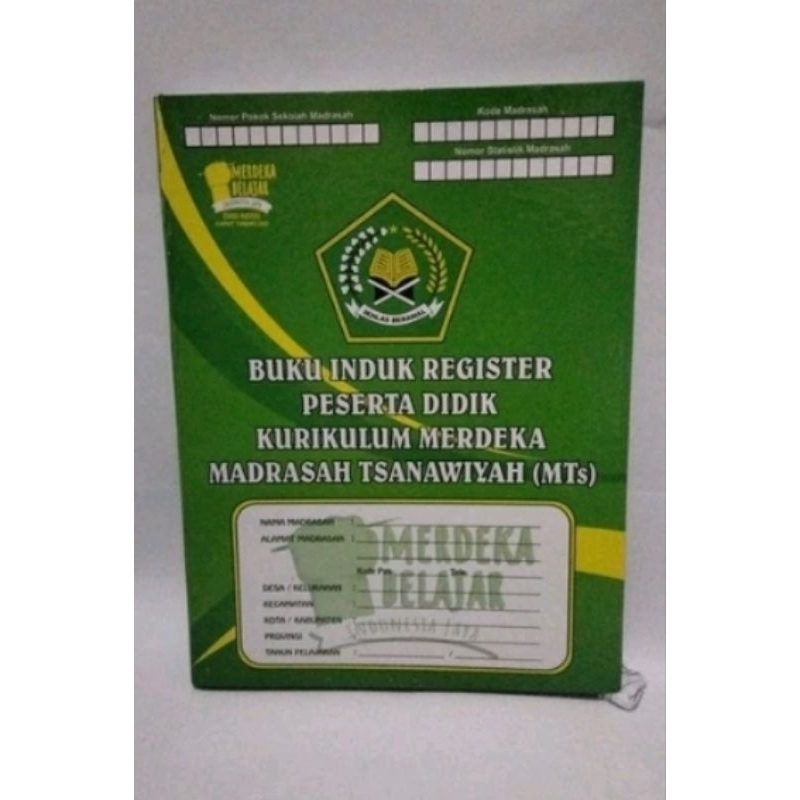 Nomor Pokok Sekolah Madrasah
Kode Madrasah
Nomor Statistik Madrasah
MERDEKA
BELAJAR
IKHLAS BERAMAL
BUKU INDUK REGISTER
PESERTA DIDIK
KURIKULUM MERDEKA
MADRASAH TSANAWIYAH (MTs)
NAMA MADRASAH :
ALAMAT MADRASAH :
Kode Pos Telp.
DESA / KELURAHAN :
KECAMATAN :
KOTA / KABUPATEN :
PROVINSI :
TAHUN PELAJARAN : /
MERDEKA
BELAJAR
INDONESIA JAYA